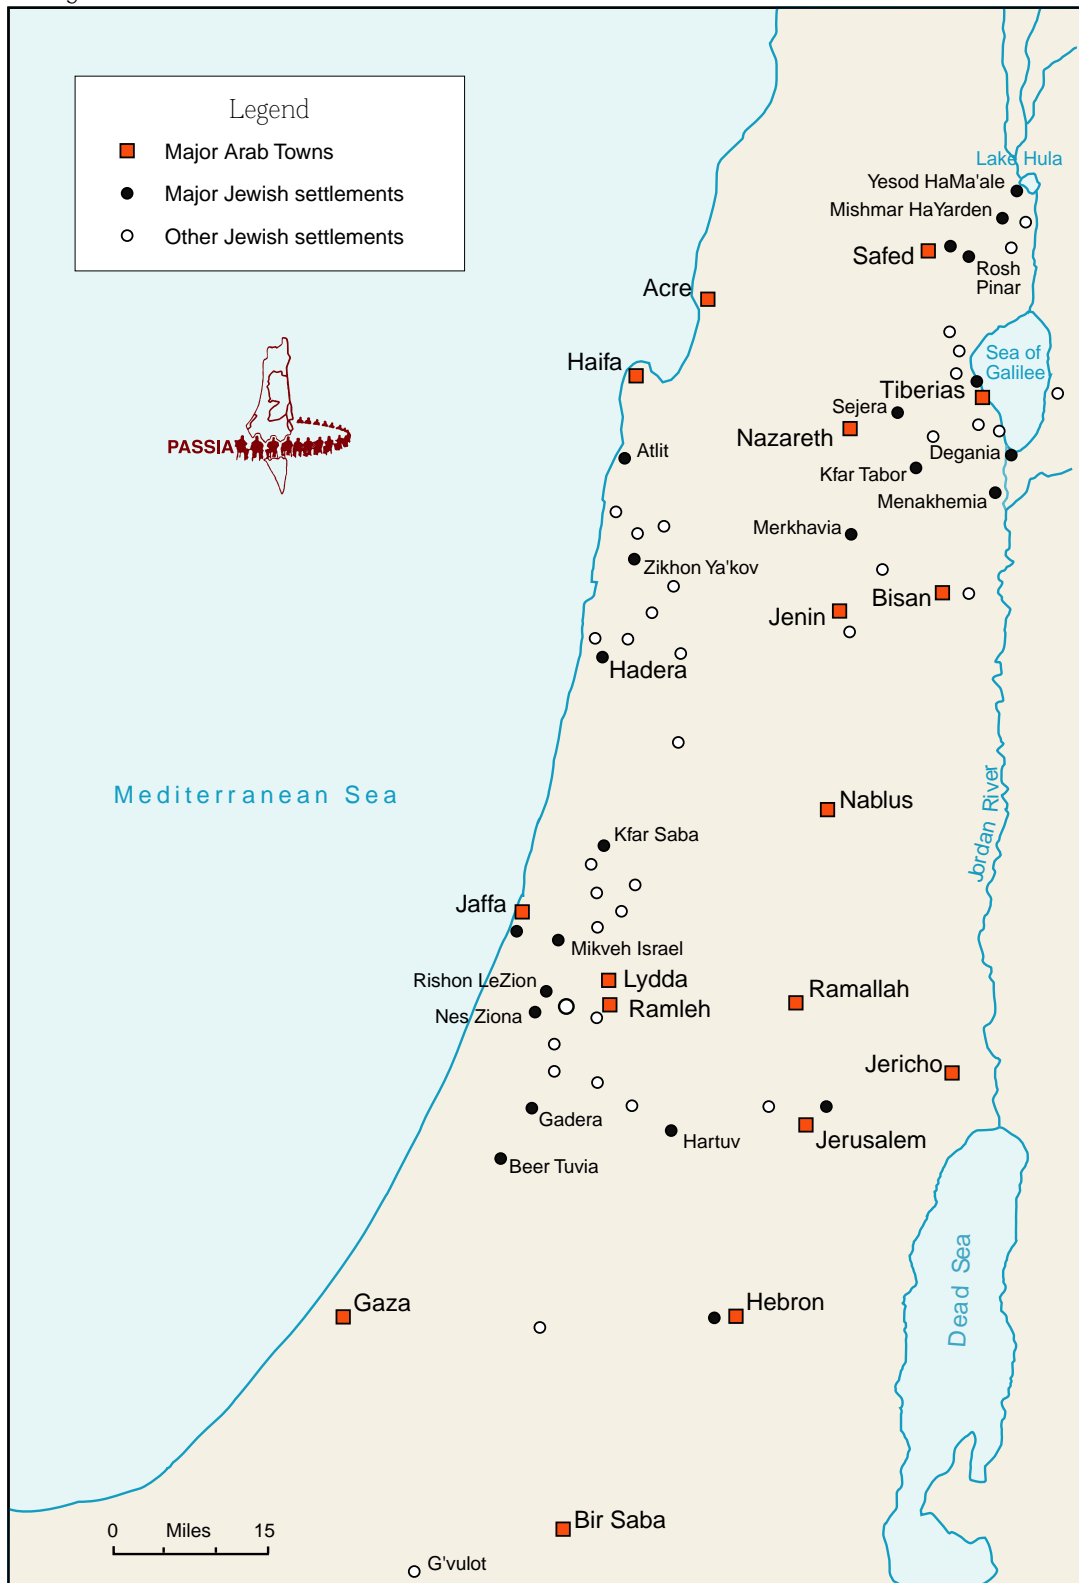 Legend
Major Arab Towns
Major Jewish settlements
Other Jewish settlements
Lake Hula
Yesod HaMa'ale
Mishmar HaYarden
Safed
Rosh
Pinar
Acre
Haifa
Sea of
Galilee
Tiberias
Sejera
Nazareth
PASSIA
Atlit
Degania
Kfar Tabor
Menakhemia
Merkhavia
Zikhon Ya'kov
Bisan
Jenin
Hadera
Mediterranean Sea
Nablus
Jordan River
Kfar Saba
Jaffa
Mikveh Israel
Rishon LeZion
Lydda
Ramallah
Nes Ziona
Ramleh
Jericho
Gadera
Hartuv
Jerusalem
Beer Tuvia
Dead Sea
Gaza
Hebron
Bir Saba
0 Miles 15
G'vulot